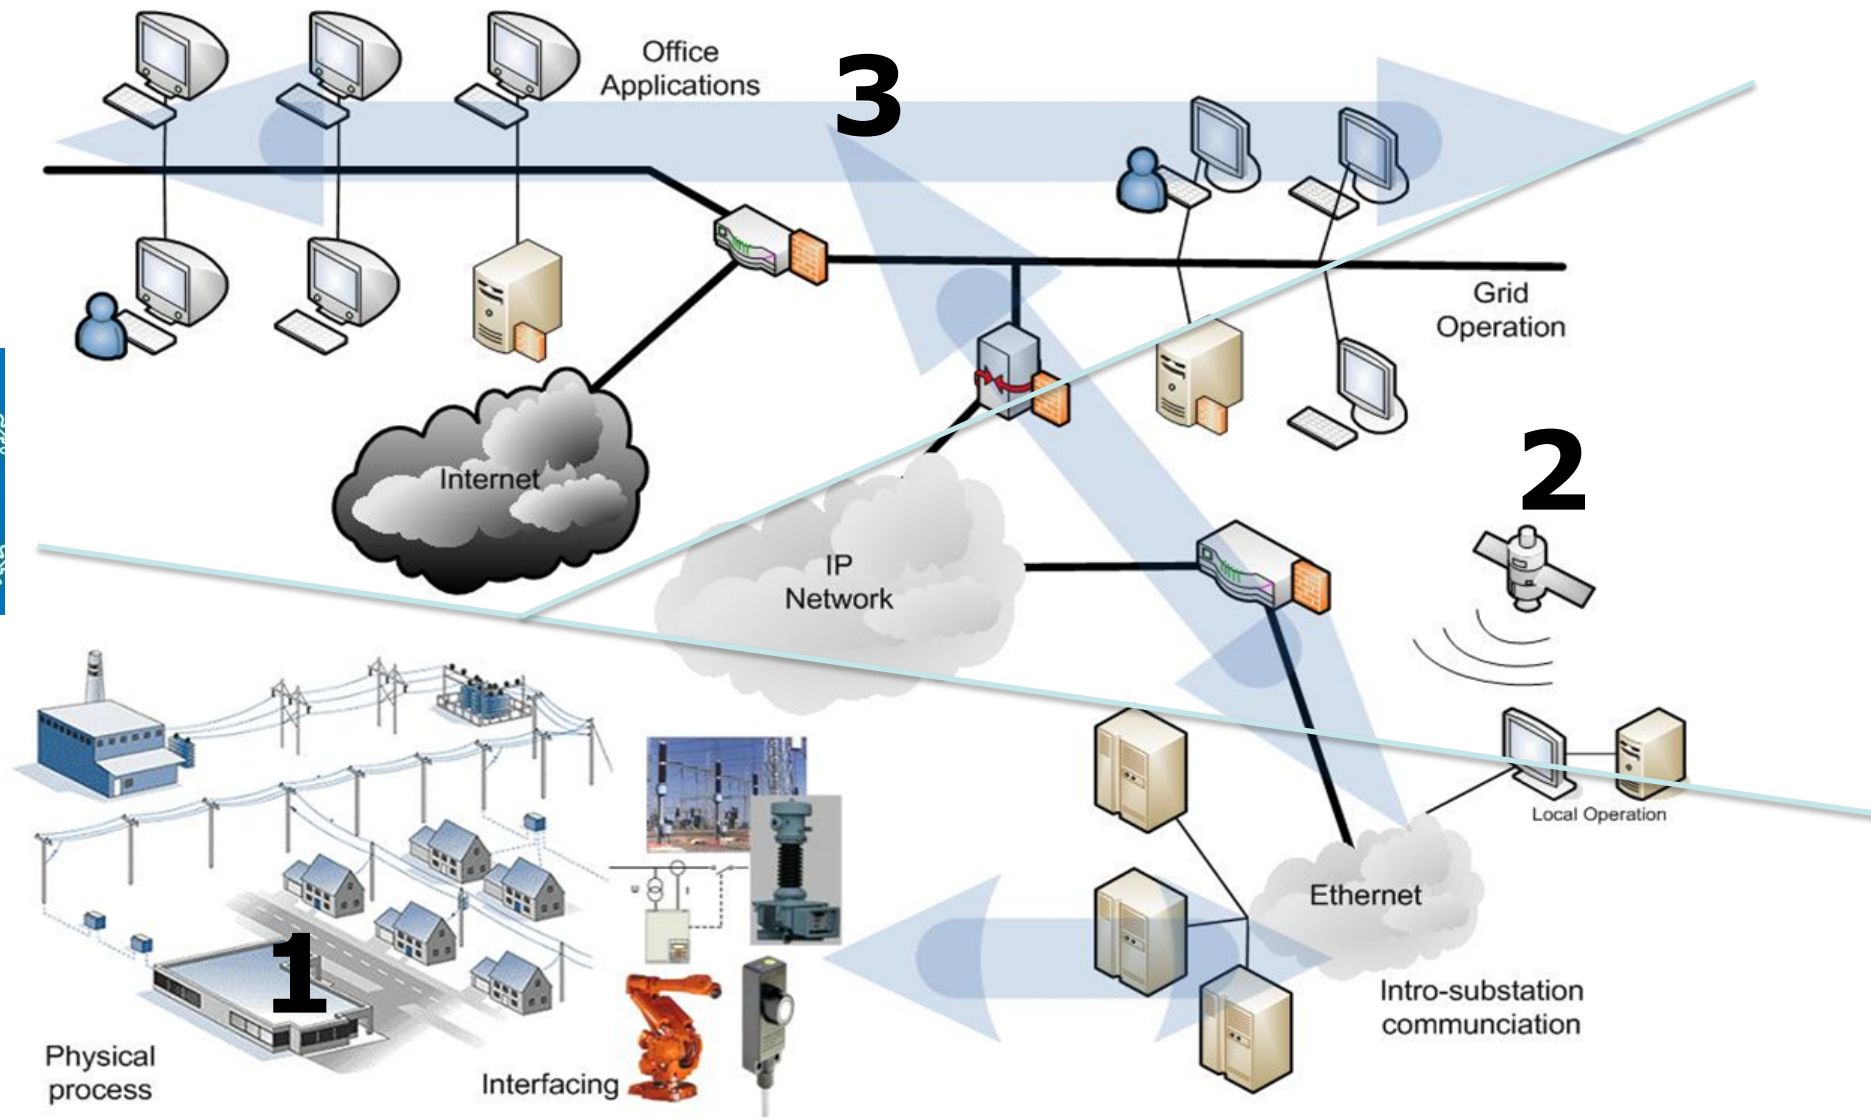 Office
Applications
3
Grid
Operation
Internet
2
IP
Network
Local Operation
Ethernet
1
Intro-substation
communciation
Physical
process
Interfacing